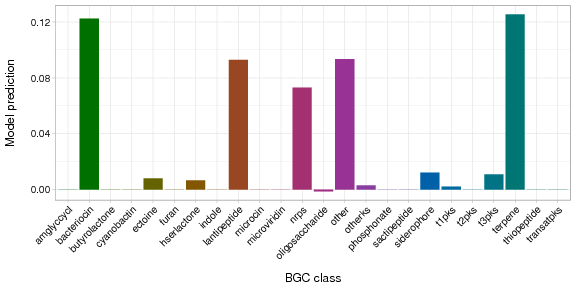 Model prediction
0.12
0.08
0.04
0.00
amglyccycl
bacteriocin
butyrolactone
cyanobactin
ectoine
furan
hserlactone
indole
lantipeptide
microcin
microviridin
nrps
oligosaccharide
other
otherks
phosphonate
sactipeptide
siderophore
t1pks
t2pks
t3pks
terpene
thiopeptide
transatpks
BGC class